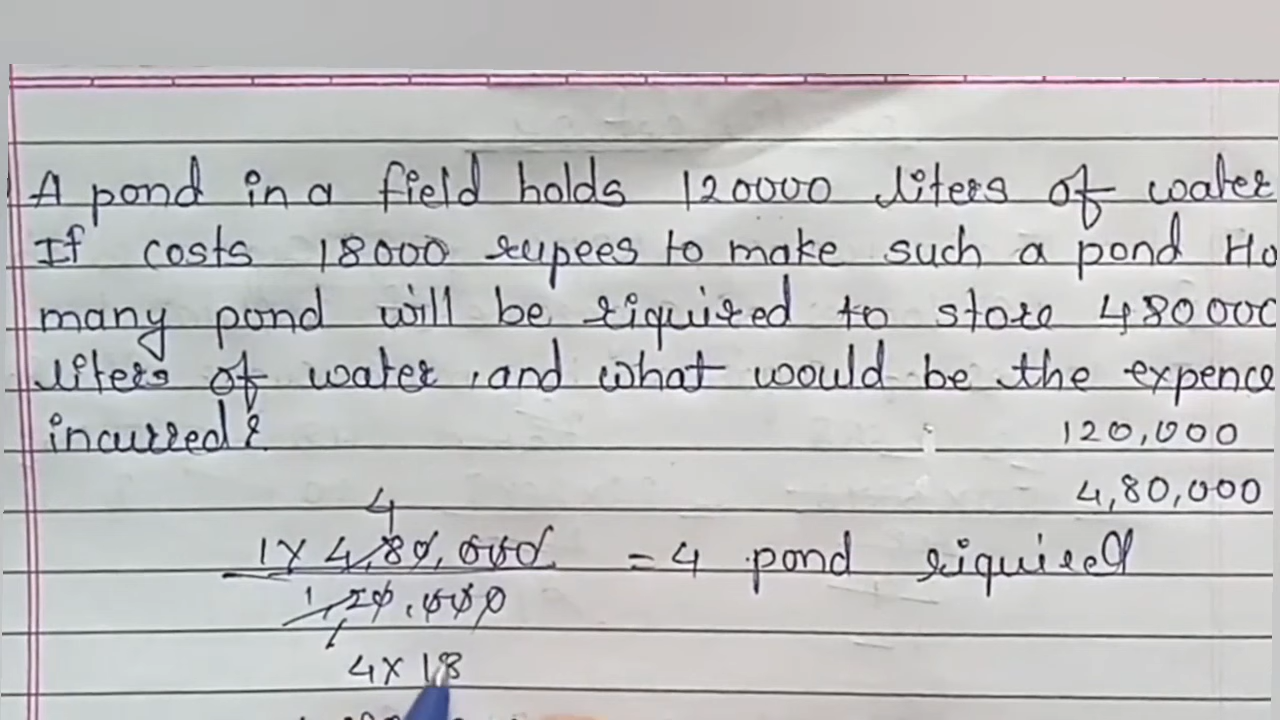 A pond in a field holds 120000 liters of water
If costs 18000 rupees to make such a pond Ho
many pond will be riquired to store 480000
liters of water, and what would be the expence
incurred?
120,000
4,80,000
4
1x 4,80,000 = 4 pond riquired
1,20,000
1
4x 18